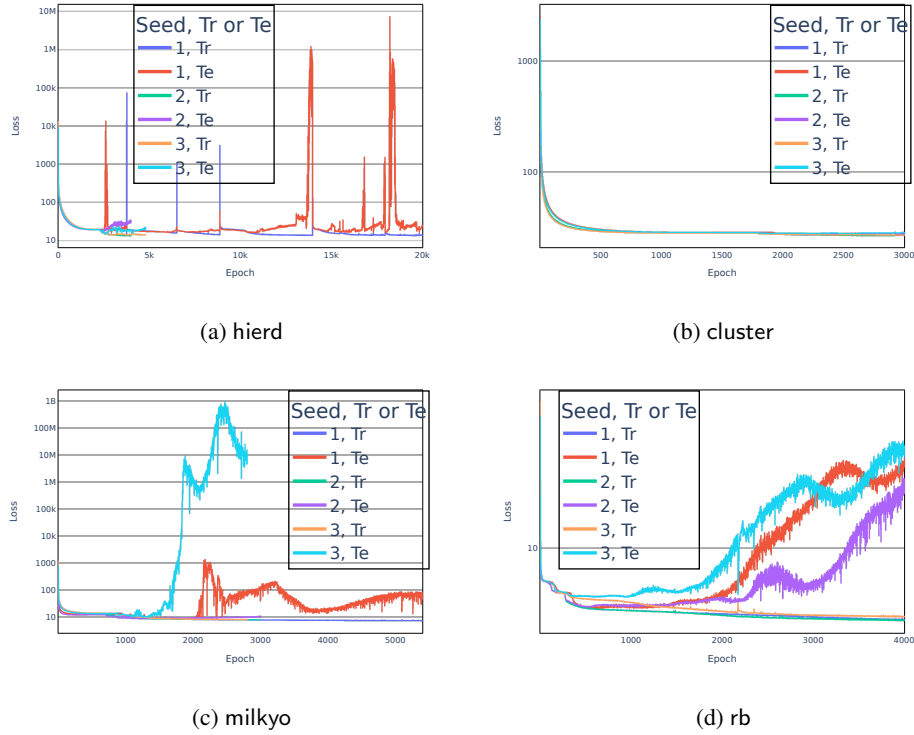 Seed, Tr or Te
1, Tr
1, Te
2, Tr
2, Te
3, Tr
3, Te
10M
1M
100k
10k
1000
100
10
Loss
0
5k
10k
15k
20k
Epoch
(a) hierd
Seed, Tr or Te
1, Tr
1, Te
2, Tr
2, Te
3, Tr
3, Te
1000
100
Loss
500
1000
1500
2000
2500
3000
Epoch
(b) cluster
Seed, Tr or Te
1, Tr
1, Te
2, Tr
2, Te
3, Tr
3, Te
1B
100M
10M
1M
100k
10k
1000
100
10
Loss
1000
2000
3000
4000
5000
Epoch
(c) milkyo
Seed, Tr or Te
1, Tr
1, Te
2, Tr
2, Te
3, Tr
3, Te
10
Loss
1000
2000
3000
4000
Epoch
(d) rb